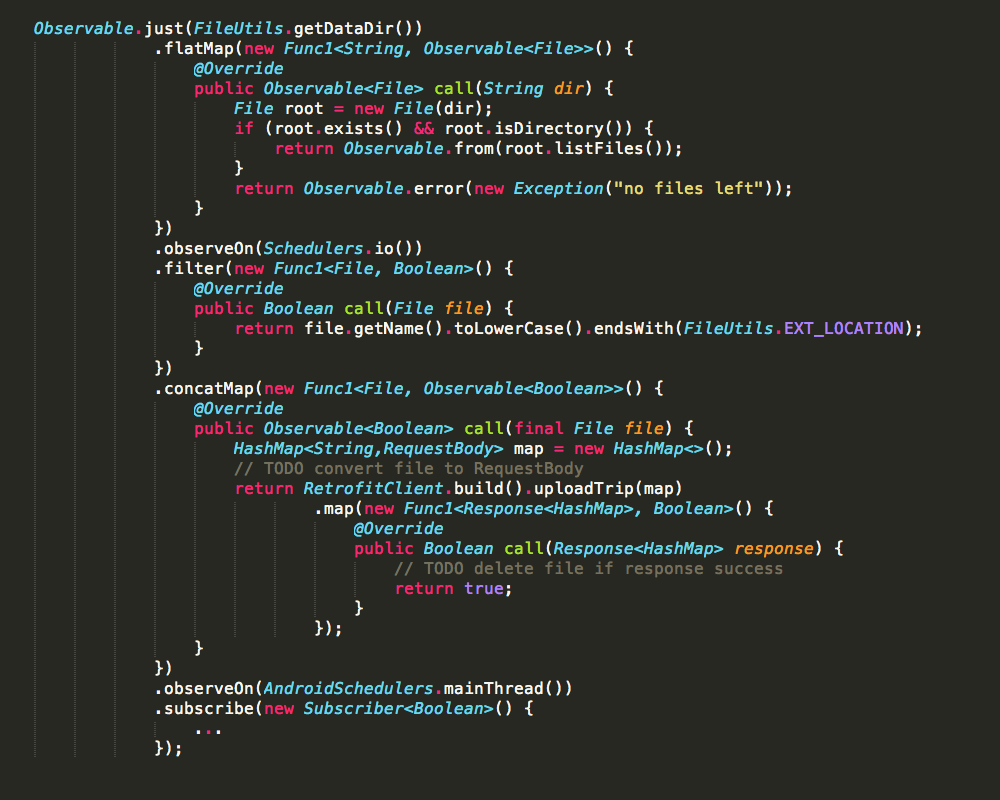 Observable.just(FileUtils.getDataDir())
.flatMap(new Func1<String, Observable<File>>() {
@Override
public Observable<File> call(String dir) {
File root = new File(dir);
if (root.exists() && root.isDirectory()) {
return Observable.from(root.listFiles());
}
return Observable.error(new Exception("no files left"));
}
})
.observeOn(Schedulers.io())
.filter(new Func1<File, Boolean>() {
@Override
public Boolean call(File file) {
return file.getName().toLowerCase().endsWith(FileUtils.EXT_LOCATION);
}
})
.concatMap(new Func1<File, Observable<Boolean>>() {
@Override
public Observable<Boolean> call(final File file) {
HashMap<String,RequestBody> map = new HashMap<>();
// TODO convert file to RequestBody
return RetrofitClient.build().uploadTrip(map)
.map(new Func1<Response<HashMap>, Boolean>() {
@Override
public Boolean call(Response<HashMap> response) {
// TODO delete file if response success
return true;
}
});
}
})
.observeOn(AndroidSchedulers.mainThread())
.subscribe(new Subscriber<Boolean>() {
...
});